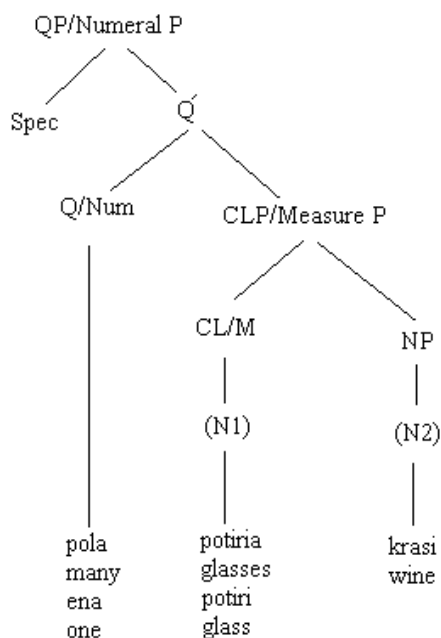 QP/Numeral P
Spec
Q´
Q/Num
CLP/Measure P
CL/M
NP
(N1)
(N2)
pola potiria krasi
many glasses wine
ena potiri
one glass